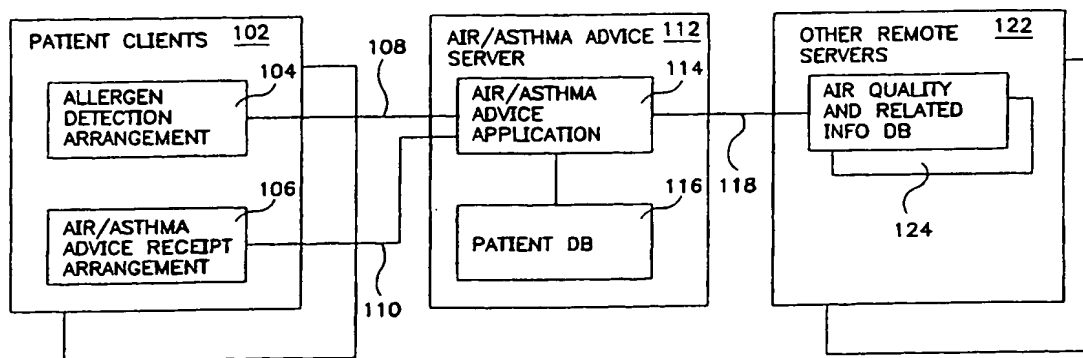 PATIENT CLIENTS 102
104
ALLERGEN
DETECTION
ARRANGEMENT
106
AIR/ASTHMA
ADVICE RECEIPT
ARRANGEMENT
108
110
AIR/ASTHMA ADVICE 112
SERVER
114
AIR/ASTHMA
ADVICE
APPLICATION
116
PATIENT DB
118
OTHER REMOTE 122
SERVERS
AIR QUALITY
AND RELATED
INFO DB
124